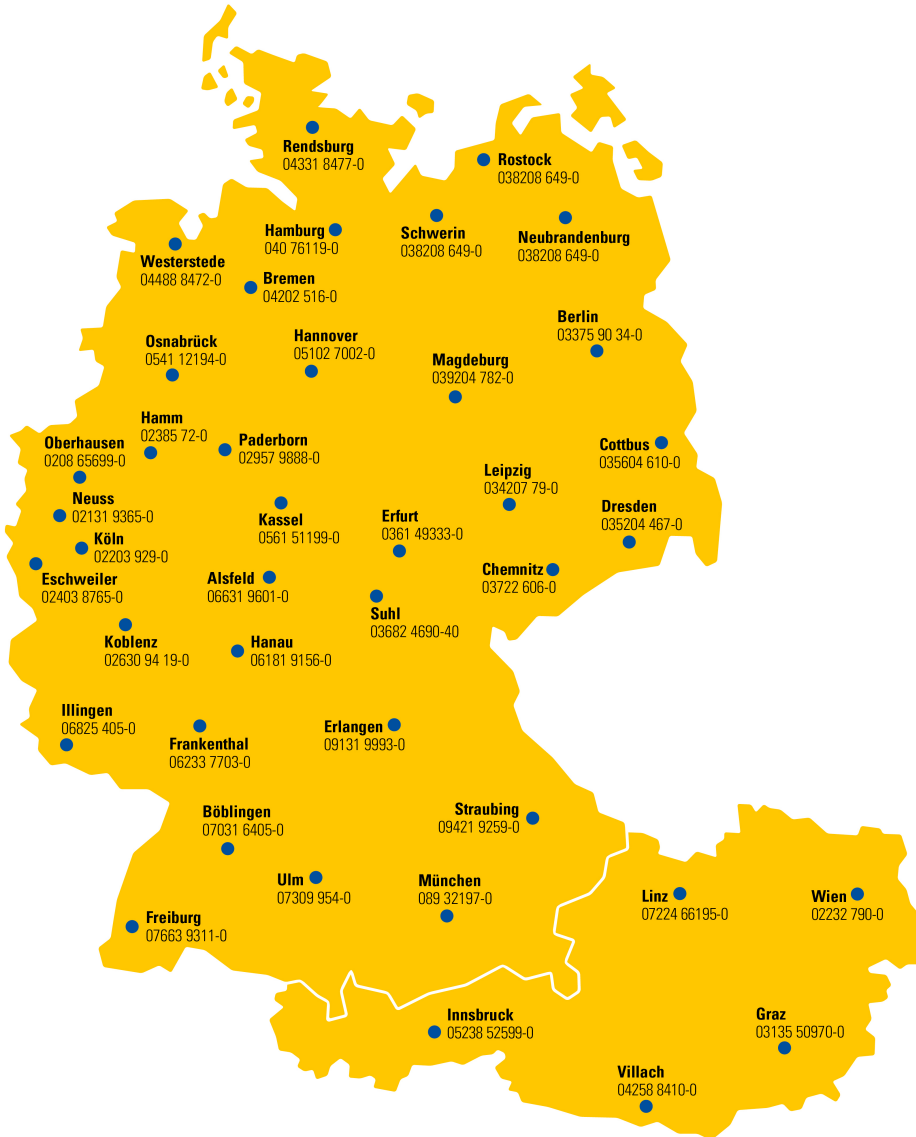 Rendsburg
04331 8477-0
Rostock
038208 649-0
Hamburg
040 76119-0
Schwerin
038208 649-0
Neubrandenburg
038208 649-0
Westerstede
04488 8472-0
Bremen
04202 516-0
Berlin
03375 90 34-0
Osnabrück
0541 12194-0
Hannover
05102 7002-0
Magdeburg
039204 782-0
Hamm
02385 72-0
Oberhausen
0208 65699-0
Paderborn
02957 9888-0
Cottbus
035604 610-0
Leipzig
034207 79-0
Neuss
02131 9365-0
Kassel
0561 51199-0
Erfurt
0361 49333-0
Dresden
035204 467-0
Köln
02203 929-0
Eschweiler
02403 8765-0
Alsfeld
06631 9601-0
Chemnitz
03722 606-0
Suhl
03682 4690-40
Koblenz
02630 94 19-0
Hanau
06181 9156-0
Illingen
06825 405-0
Frankenthal
06233 7703-0
Erlangen
09131 9993-0
Böblingen
07031 6405-0
Straubing
09421 9259-0
Ulm
07309 954-0
München
089 32197-0
Linz
07224 66195-0
Wien
02232 790-0
Freiburg
07663 9311-0
Innsbruck
05238 52599-0
Graz
03135 50970-0
Villach
04258 8410-0